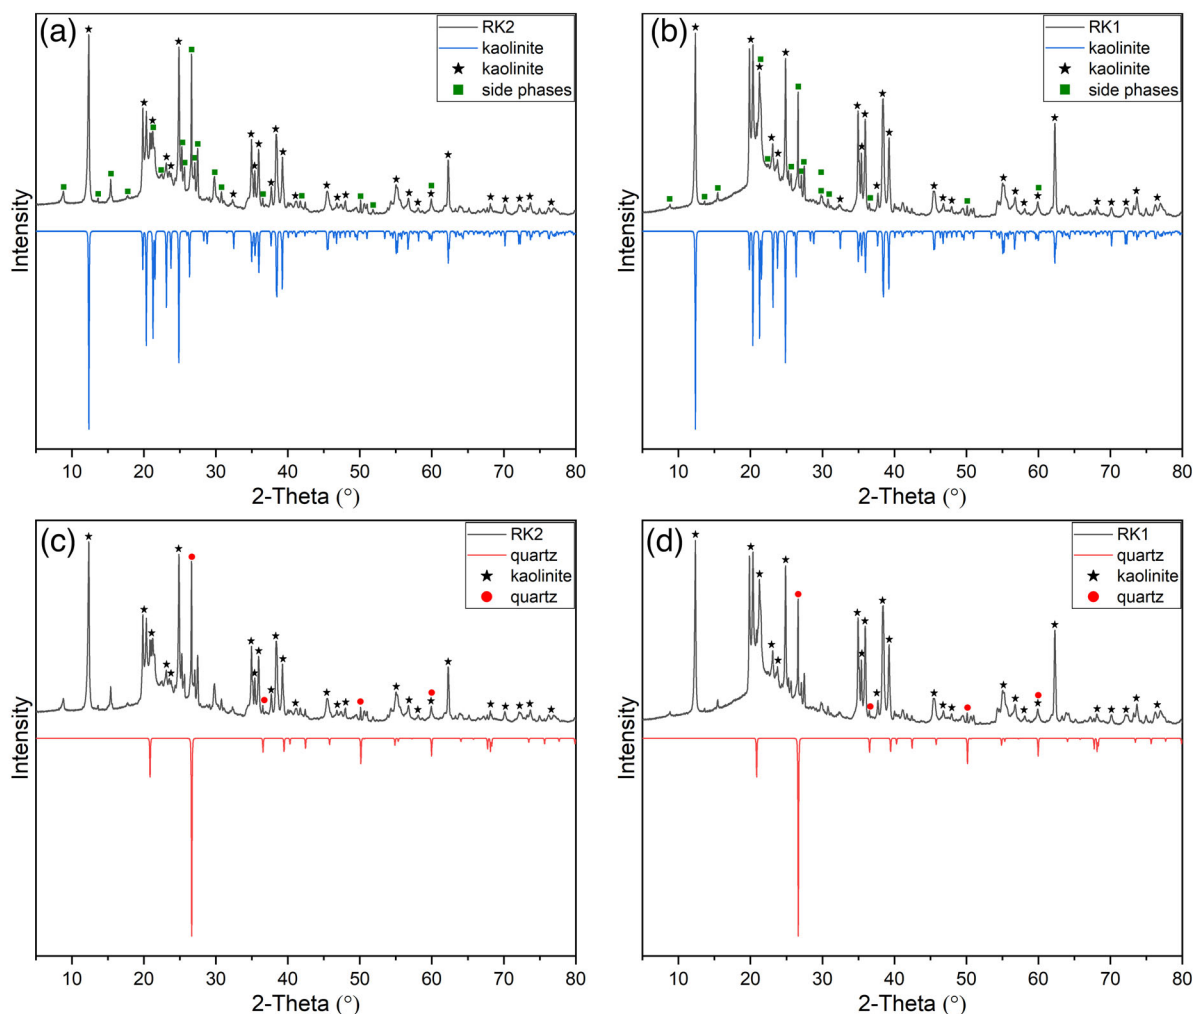 (a)
RK2
kaolinite
kaolinite
side phases
Intensity
10 20 30 40 50 60 70 80
2-Theta (°)
(b)
RK1
kaolinite
kaolinite
side phases
Intensity
10 20 30 40 50 60 70 80
2-Theta (°)
(c)
RK2
quartz
kaolinite
quartz
Intensity
10 20 30 40 50 60 70 80
2-Theta (°)
(d)
RK1
quartz
kaolinite
quartz
Intensity
10 20 30 40 50 60 70 80
2-Theta (°)